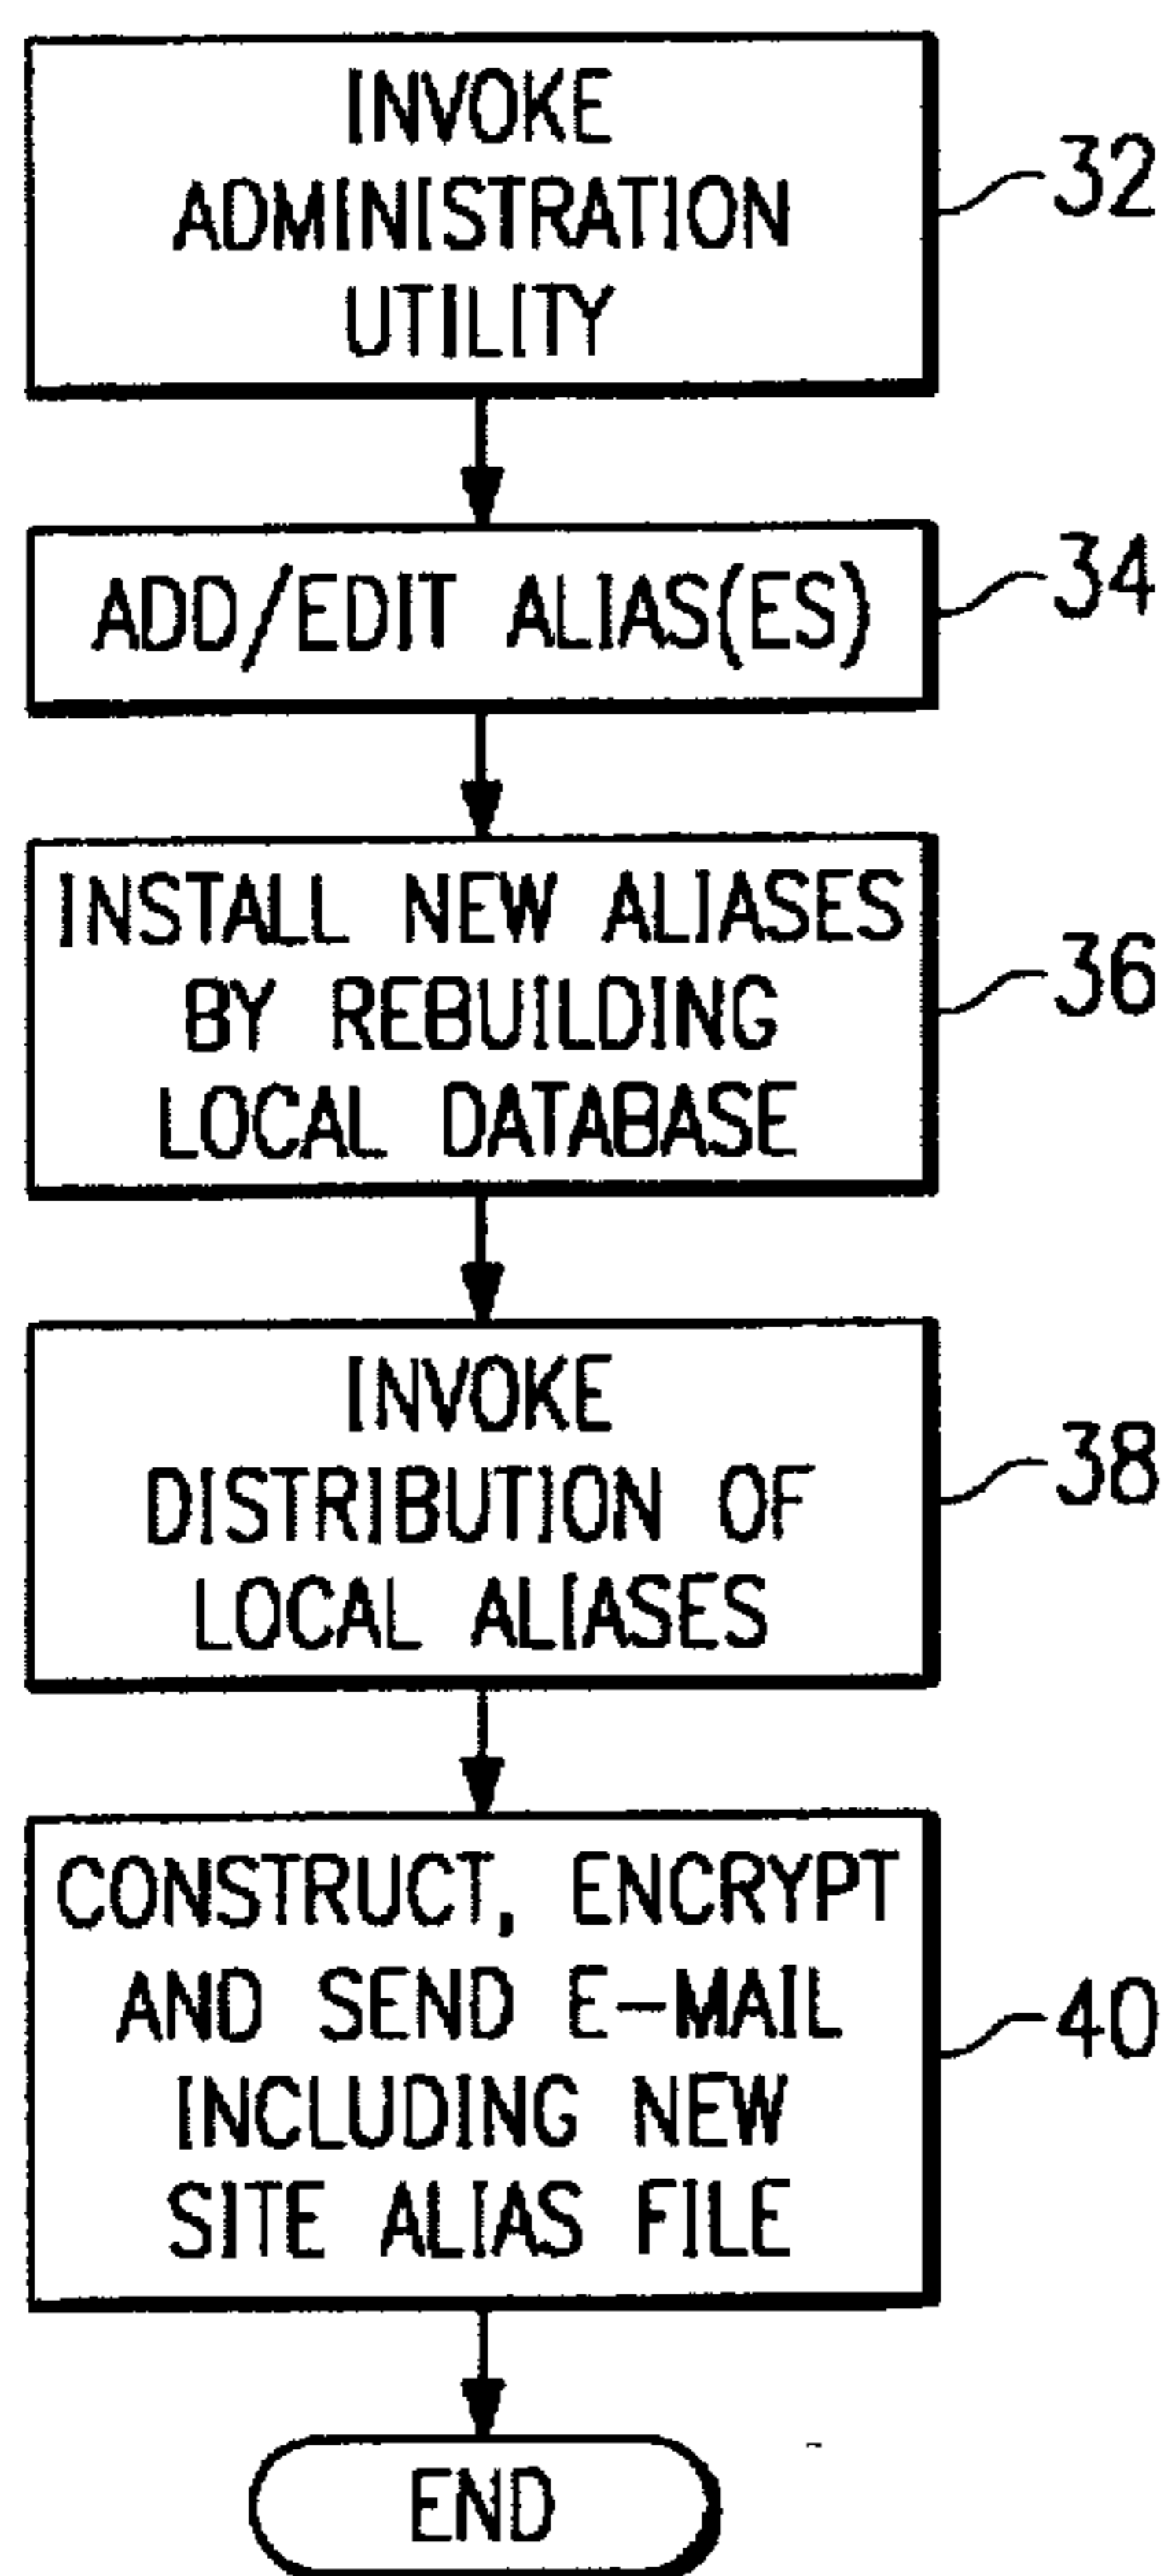 INVOKE
ADMINISTRATION
UTILITY
32
ADD/EDIT ALIAS(ES)
34
INSTALL NEW ALIASES
BY REBUILDING
LOCAL DATABASE
36
INVOKE
DISTRIBUTION OF
LOCAL ALIASES
38
CONSTRUCT, ENCRYPT
AND SEND E-MAIL
INCLUDING NEW
SITE ALIAS FILE
40
END